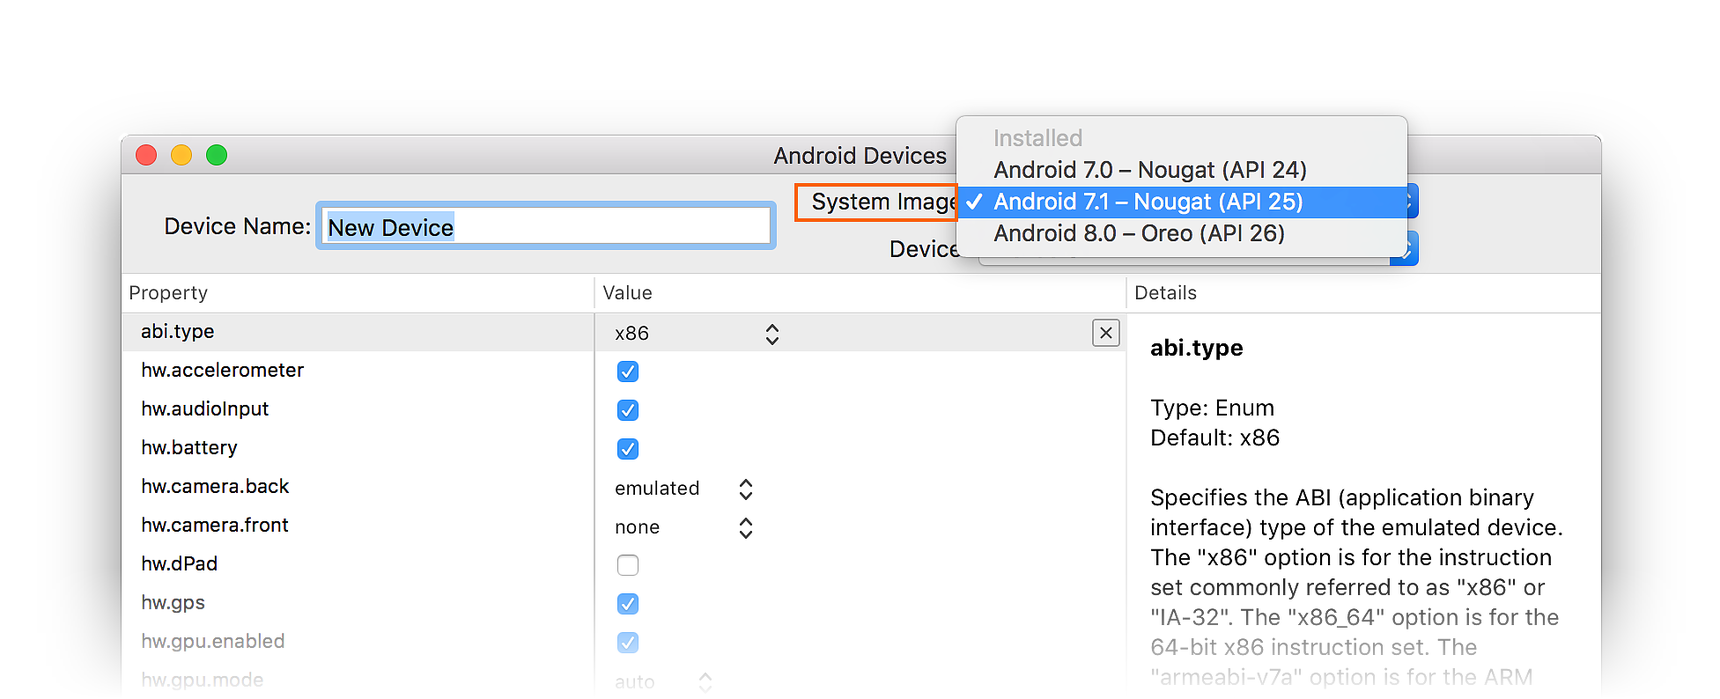 Installed
Android Devices
Android 7.0 – Nougat (API 24)
System Image
Android 7.1 – Nougat (API 25)
Device Name:
New Device
Android 8.0 – Oreo (API 26)
Device
Property
Value
Details
abi.type
x86
abi.type
hw.accelerometer
Type: Enum
hw.audioInput
Default: x86
hw.battery
hw.camera.back
emulated
Specifies the ABI (application binary
hw.camera.front
none
interface) type of the emulated device.
hw.dPad
The "x86" option is for the instruction
set commonly referred to as "x86" or
hw.gps
"IA-32". The "x86_64" option is for the
hw.gpu.enabled
64-bit x86 instruction set. The
hw.gpu.mode
auto
"armeabi-v7a" option is for the ARM